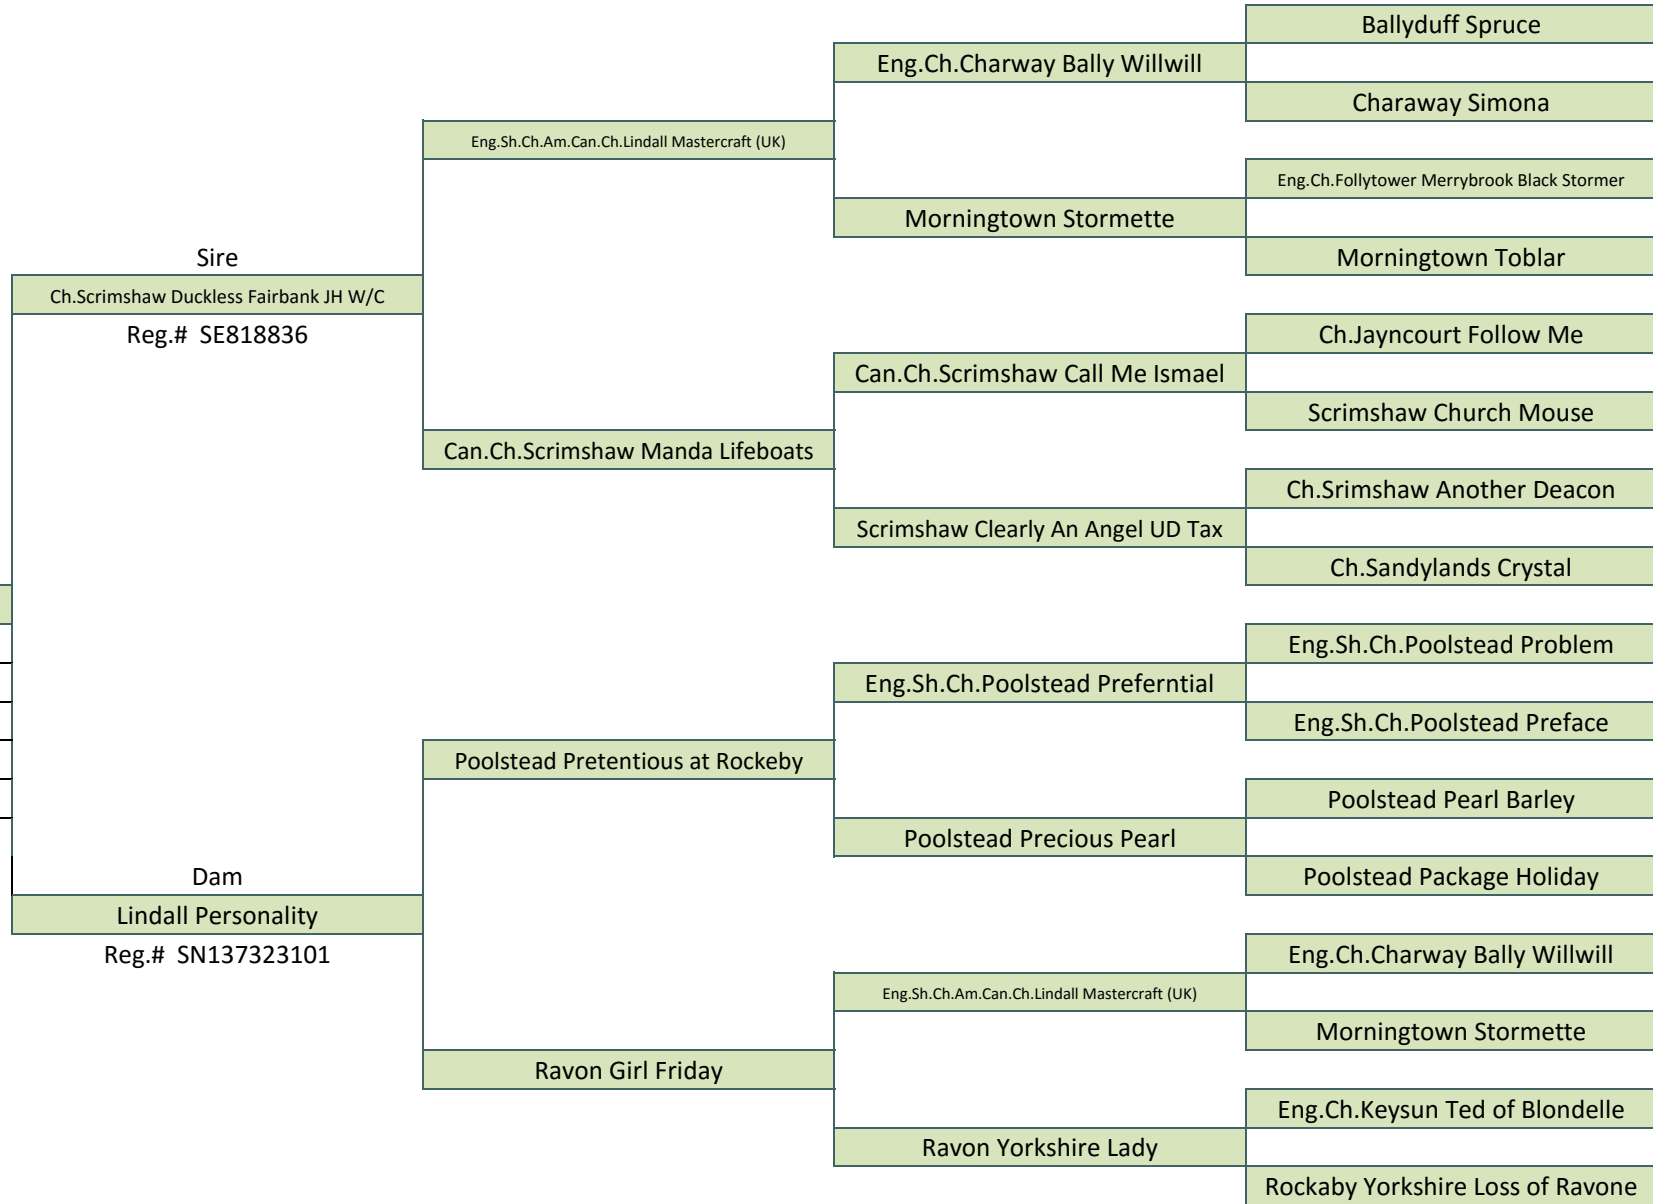 Ballyduff Spruce
Eng.Ch.Charway Bally Willwill
Charaway Simona
Eng.Sh.Ch.Am.Can.Ch.Lindall Mastercraft (UK)
Eng.Ch.Follytower Merrybrook Black Stormer
Morningtown Stormette
Morningtown Toblar
Sire
Ch.Scrimshaw Duckless Fairbank JH W/C
Reg.# SE818836
Ch.Jayncourt Follow Me
Can.Ch.Scrimshaw Call Me Ismael
Scrimshaw Church Mouse
Can.Ch.Scrimshaw Manda Lifeboats
Ch.Srimshaw Another Deacon
Scrimshaw Clearly An Angel UD Tax
Ch.Sandylands Crystal
Eng.Sh.Ch.Poolstead Problem
Eng.Sh.Ch.Poolstead Preferntial
Eng.Sh.Ch.Poolstead Preface
Poolstead Pretentious at Rockeby
Poolstead Pearl Barley
Poolstead Precious Pearl
Poolstead Package Holiday
Dam
Lindall Personality
Reg.# SN137323101
Eng.Ch.Charway Bally Willwill
Eng.Sh.Ch.Am.Can.Ch.Lindall Mastercraft (UK)
Morningtown Stormette
Ravon Girl Friday
Eng.Ch.Keysun Ted of Blondelle
Ravon Yorkshire Lady
Rockaby Yorkshire Loss of Ravone